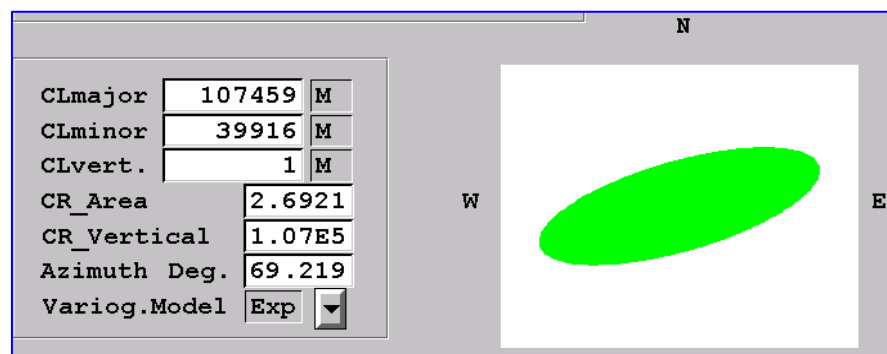 N
CLmajor 107459 M
CLminor 39916 M
CLvert. 1 M
CR_Area 2.6921
W
E
CR_Vertical 1.07E5
Azimuth Deg. 69.219
Variog.Model Exp